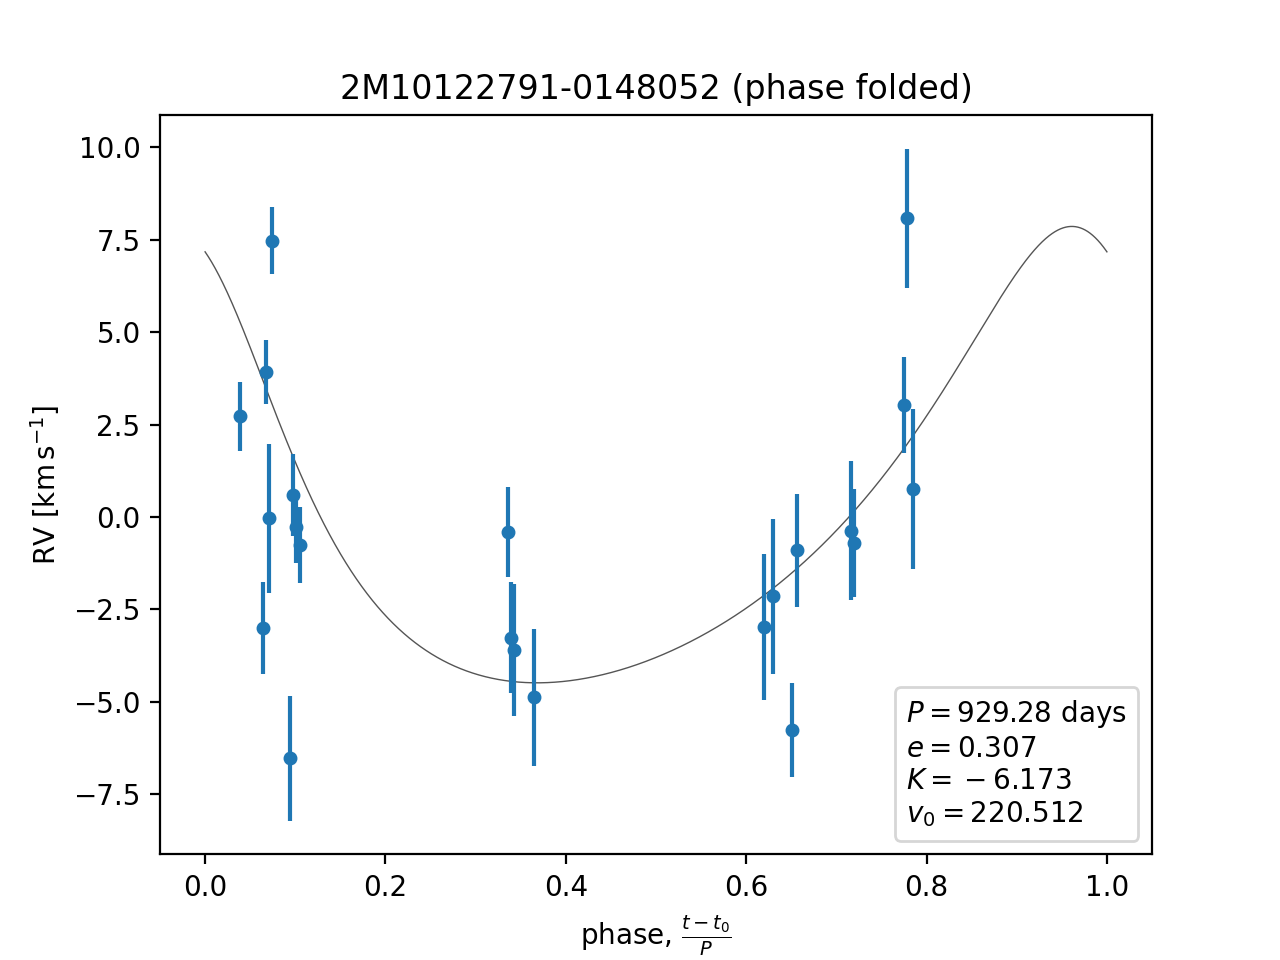 2M10122791-0148052 (phase folded)
RV [km s⁻¹]
10.0
7.5
5.0
2.5
0.0
−2.5
−5.0
−7.5
P = 929.28 days
e = 0.307
K = −6.173
v₀ = 220.512
0.0 0.2 0.4 0.6 0.8 1.0
phase, (t − t₀)/P